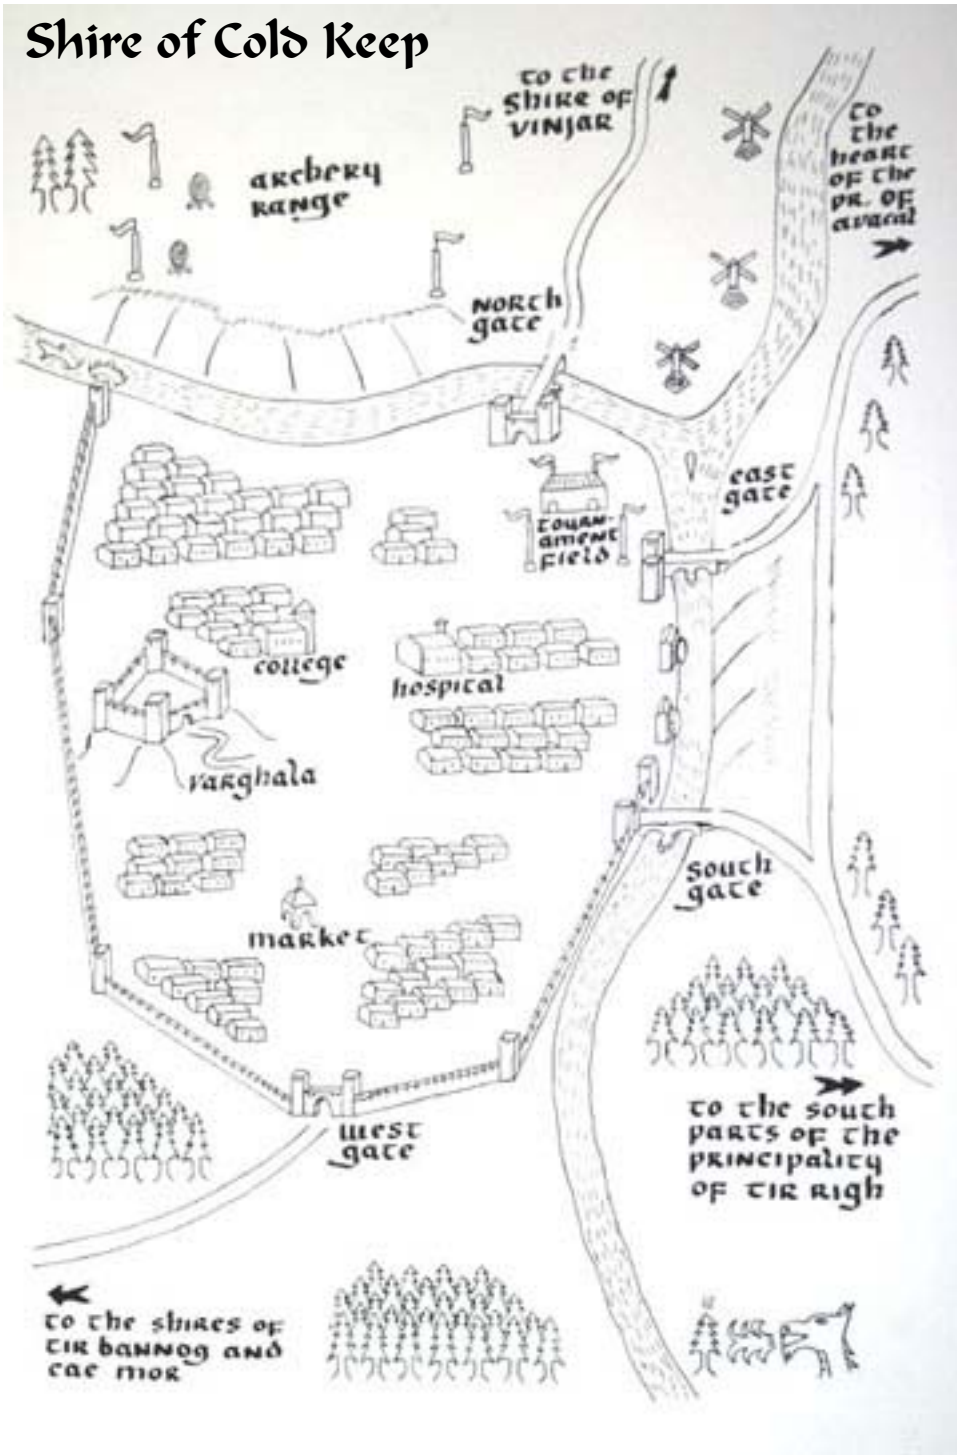 Shire of Cold Keep
to the
shire of
vinjar
to
the
heart
of the
pr. of
avacal
archery
range
north
gate
east
gate
tourn-
ament
field
college
hospital
varghala
south
gate
market
to the south
parts of the
principality
of tir righ
west
gate
to the shires of
tir bannog and
cae mor